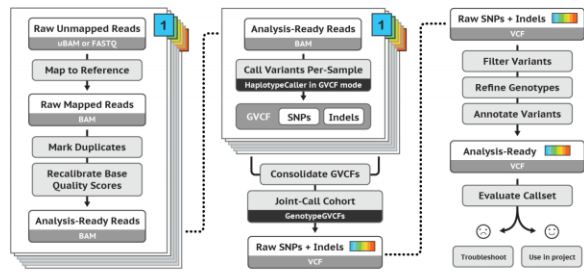 1
Raw Unmapped Reads
uBAM or FASTQ
Map to Reference
Raw Mapped Reads
BAM
Mark Duplicates
Recalibrate Base
Quality Scores
Analysis-Ready Reads
BAM
1
Analysis-Ready Reads
BAM
Call Variants Per-Sample
HaplotypeCaller in GVCF mode
GVCF SNPs Indels
Consolidate GVCFs
Joint-Call Cohort
GenotypeGVCFs
Raw SNPs + Indels
VCF
Raw SNPs + Indels
VCF
Filter Variants
Refine Genotypes
Annotate Variants
Analysis-Ready
VCF
Evaluate Callset
Troubleshoot Use in project